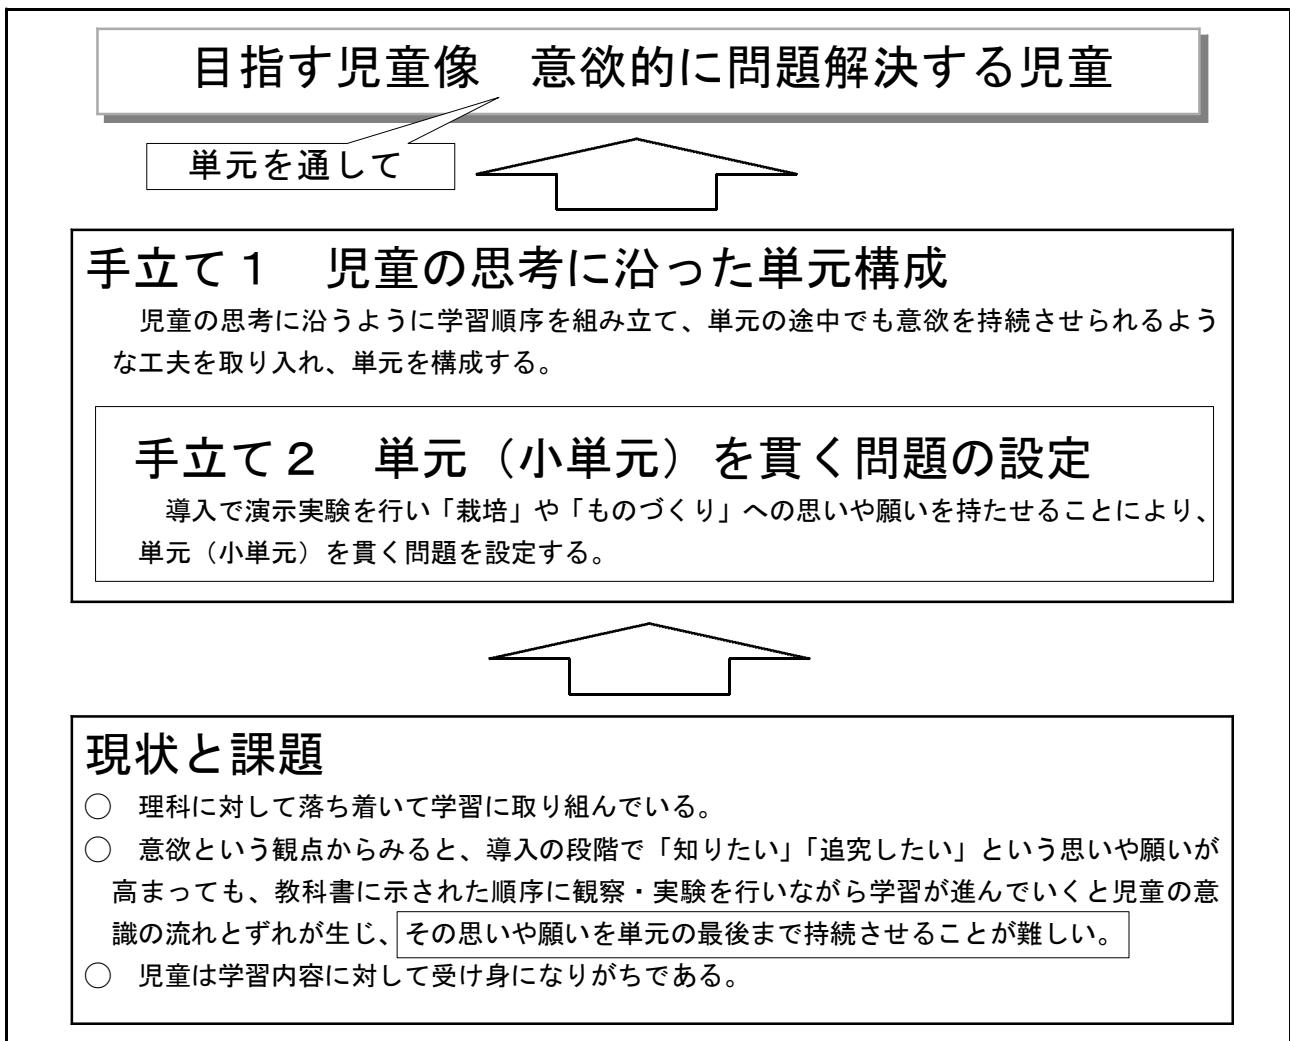 目指す児童像　意欲的に問題解決する児童
単元を通して
手立て１　児童の思考に沿った単元構成
児童の思考に沿うように学習順序を組み立て、単元の途中でも意欲を持続させられるよう
な工夫を取り入れ、単元を構成する。
手立て２　単元（小単元）を貫く問題の設定
導入で演示実験を行い「栽培」や「ものづくり」への思いや願いを持たせることにより、
単元（小単元）を貫く問題を設定する。
現状と課題
○　理科に対して落ち着いて学習に取り組んでいる。
○　意欲という観点からみると、導入の段階で「知りたい」「追究したい」という思いや願いが
高まっても、教科書に示された順序に観察・実験を行いながら学習が進んでいくと児童の意
識の流れとずれが生じ、その思いや願いを単元の最後まで持続させることが難しい。
○　児童は学習内容に対して受け身になりがちである。